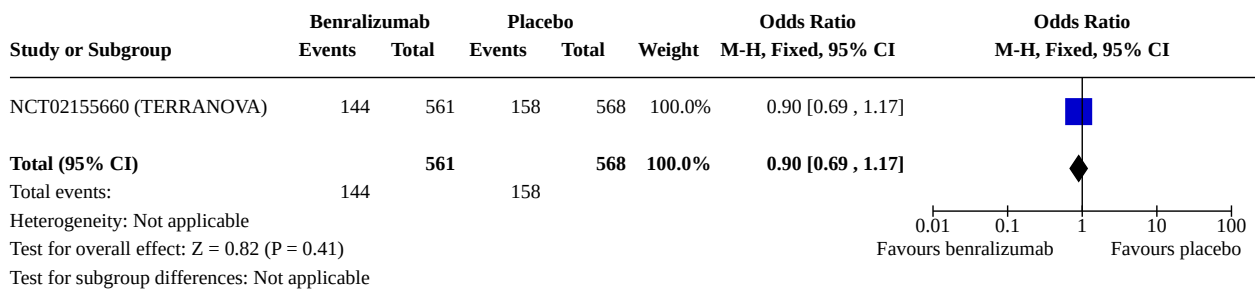 Benralizumab Placebo Odds Ratio Odds Ratio
Study or Subgroup Events Total Events Total Weight M-H, Fixed, 95% CI M-H, Fixed, 95% CI
NCT02155660 (TERRANOVA) 144 561 158 568 100.0% 0.90 [0.69 , 1.17]
Total (95% CI) 561 568 100.0% 0.90 [0.69 , 1.17]
Total events: 144 158
Heterogeneity: Not applicable
0.01 0.1 1 10 100
Test for overall effect: Z = 0.82 (P = 0.41) Favours benralizumab Favours placebo
Test for subgroup differences: Not applicable